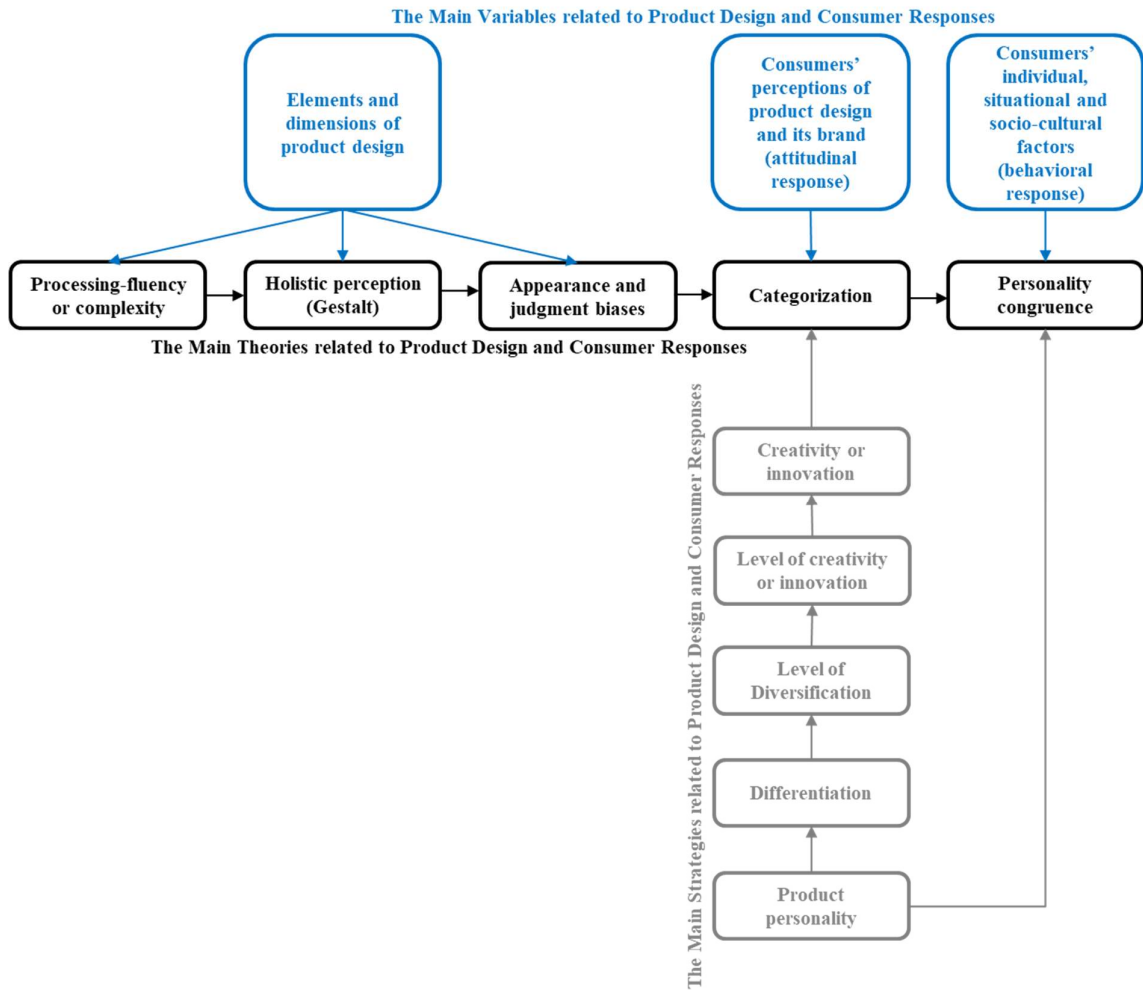 The Main Variables related to Product Design and Consumer Responses
Elements and
dimensions of
product design
Consumers'
perceptions of
product design
and its brand
(attitudinal
response)
Consumers'
individual,
situational and
socio-cultural
factors
(behavioral
response)
Processing-fluency
or complexity
Holistic perception
(Gestalt)
Appearance and
judgment biases
Categorization
Personality
congruence
The Main Theories related to Product Design and Consumer Responses
The Main Strategies related to Product Design and Consumer Responses
Creativity or
innovation
Level of creativity
or innovation
Level of
Diversification
Differentiation
Product
personality